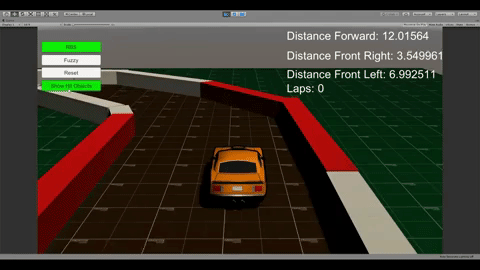 Distance Forward: 12.01564
RBS
Distance Front Right: 3.549961
Fuzzy
Reset
Distance Front Left: 6.992511
Show Hit Objects
Laps: 0